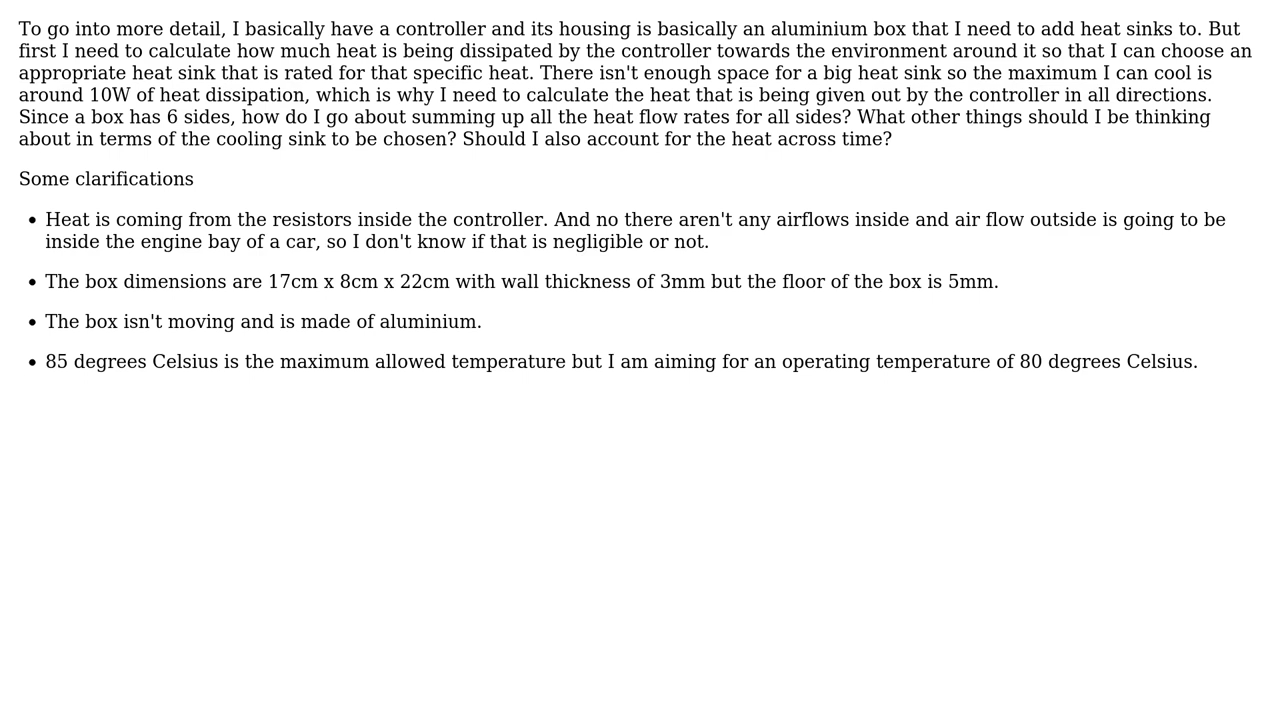 To go into more detail, I basically have a controller and its housing is basically an aluminium box that I need to add heat sinks to. But
first I need to calculate how much heat is being dissipated by the controller towards the environment around it so that I can choose an
appropriate heat sink that is rated for that specific heat. There isn't enough space for a big heat sink so the maximum I can cool is
around 10W of heat dissipation, which is why I need to calculate the heat that is being given out by the controller in all directions.
Since a box has 6 sides, how do I go about summing up all the heat flow rates for all sides? What other things should I be thinking
about in terms of the cooling sink to be chosen? Should I also account for the heat across time?
Some clarifications
• Heat is coming from the resistors inside the controller. And no there aren't any airflows inside and air flow outside is going to be
inside the engine bay of a car, so I don't know if that is negligible or not.
• The box dimensions are 17cm x 8cm x 22cm with wall thickness of 3mm but the floor of the box is 5mm.
• The box isn't moving and is made of aluminium.
• 85 degrees Celsius is the maximum allowed temperature but I am aiming for an operating temperature of 80 degrees Celsius.